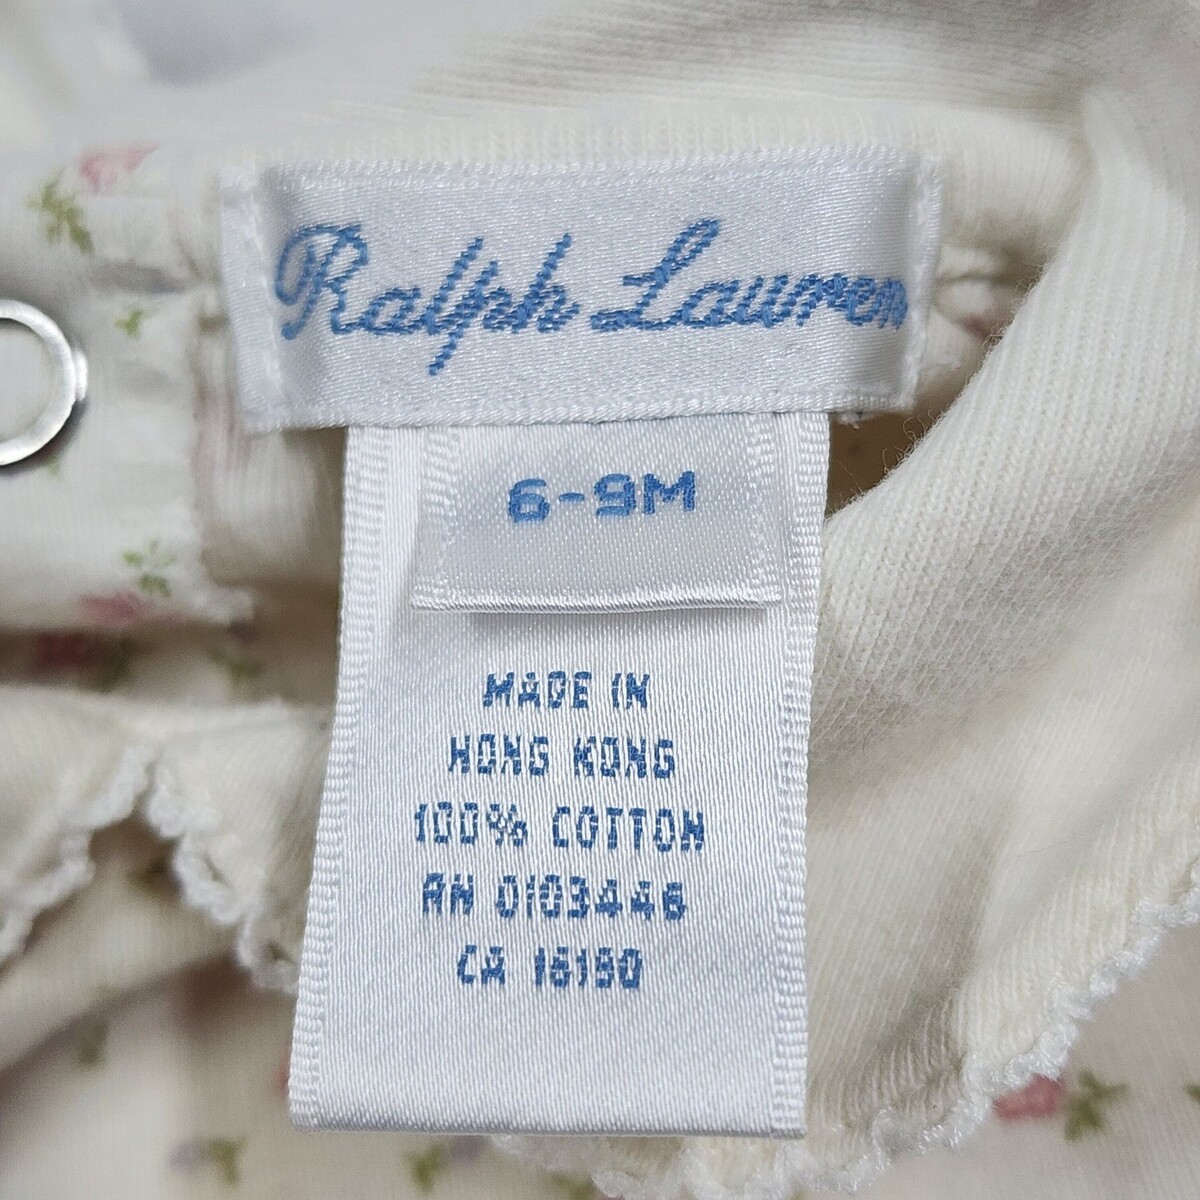 Ralph Lauren
6-9M
MADE IN
HONG KONG
100% COTTON
RN 0103446
CA 16190